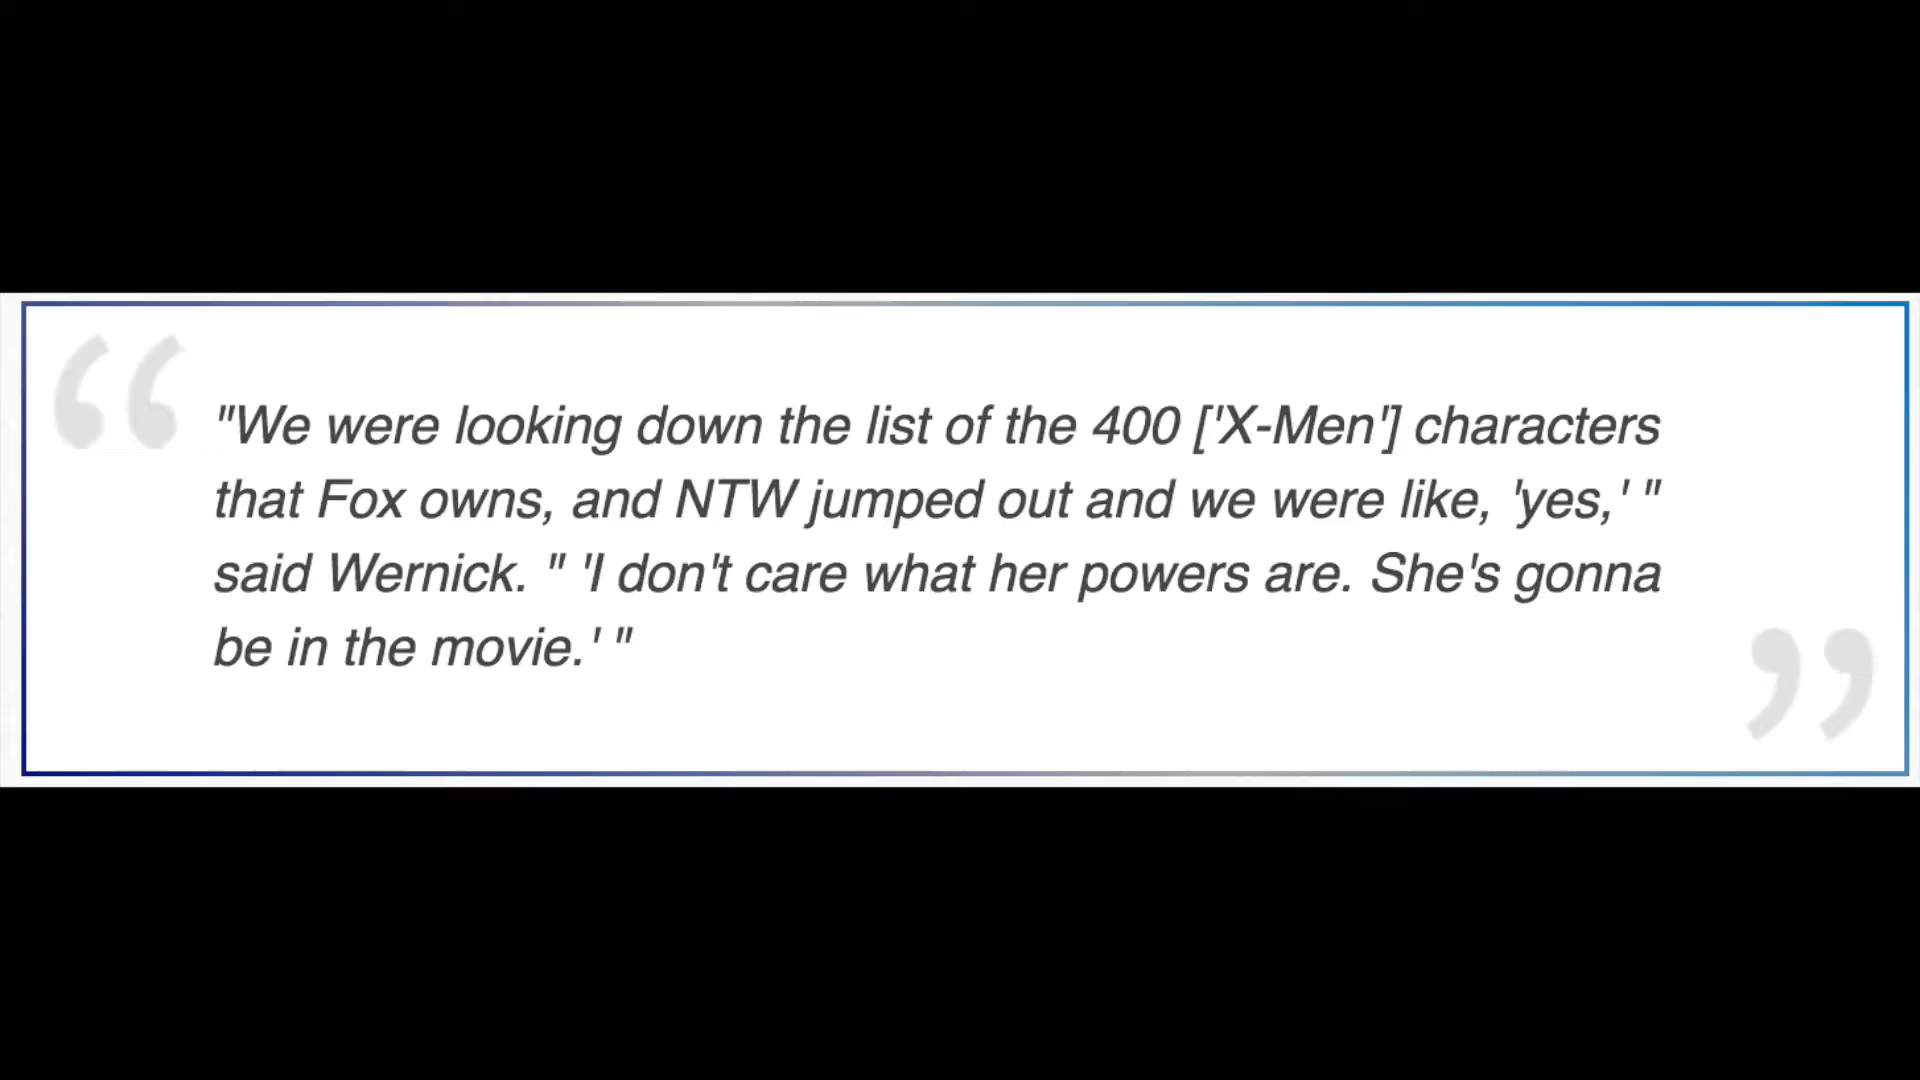 "We were looking down the list of the 400 ['X-Men'] characters
that Fox owns, and NTW jumped out and we were like, 'yes,' "
said Wernick. " 'I don't care what her powers are. She's gonna
be in the movie.' "